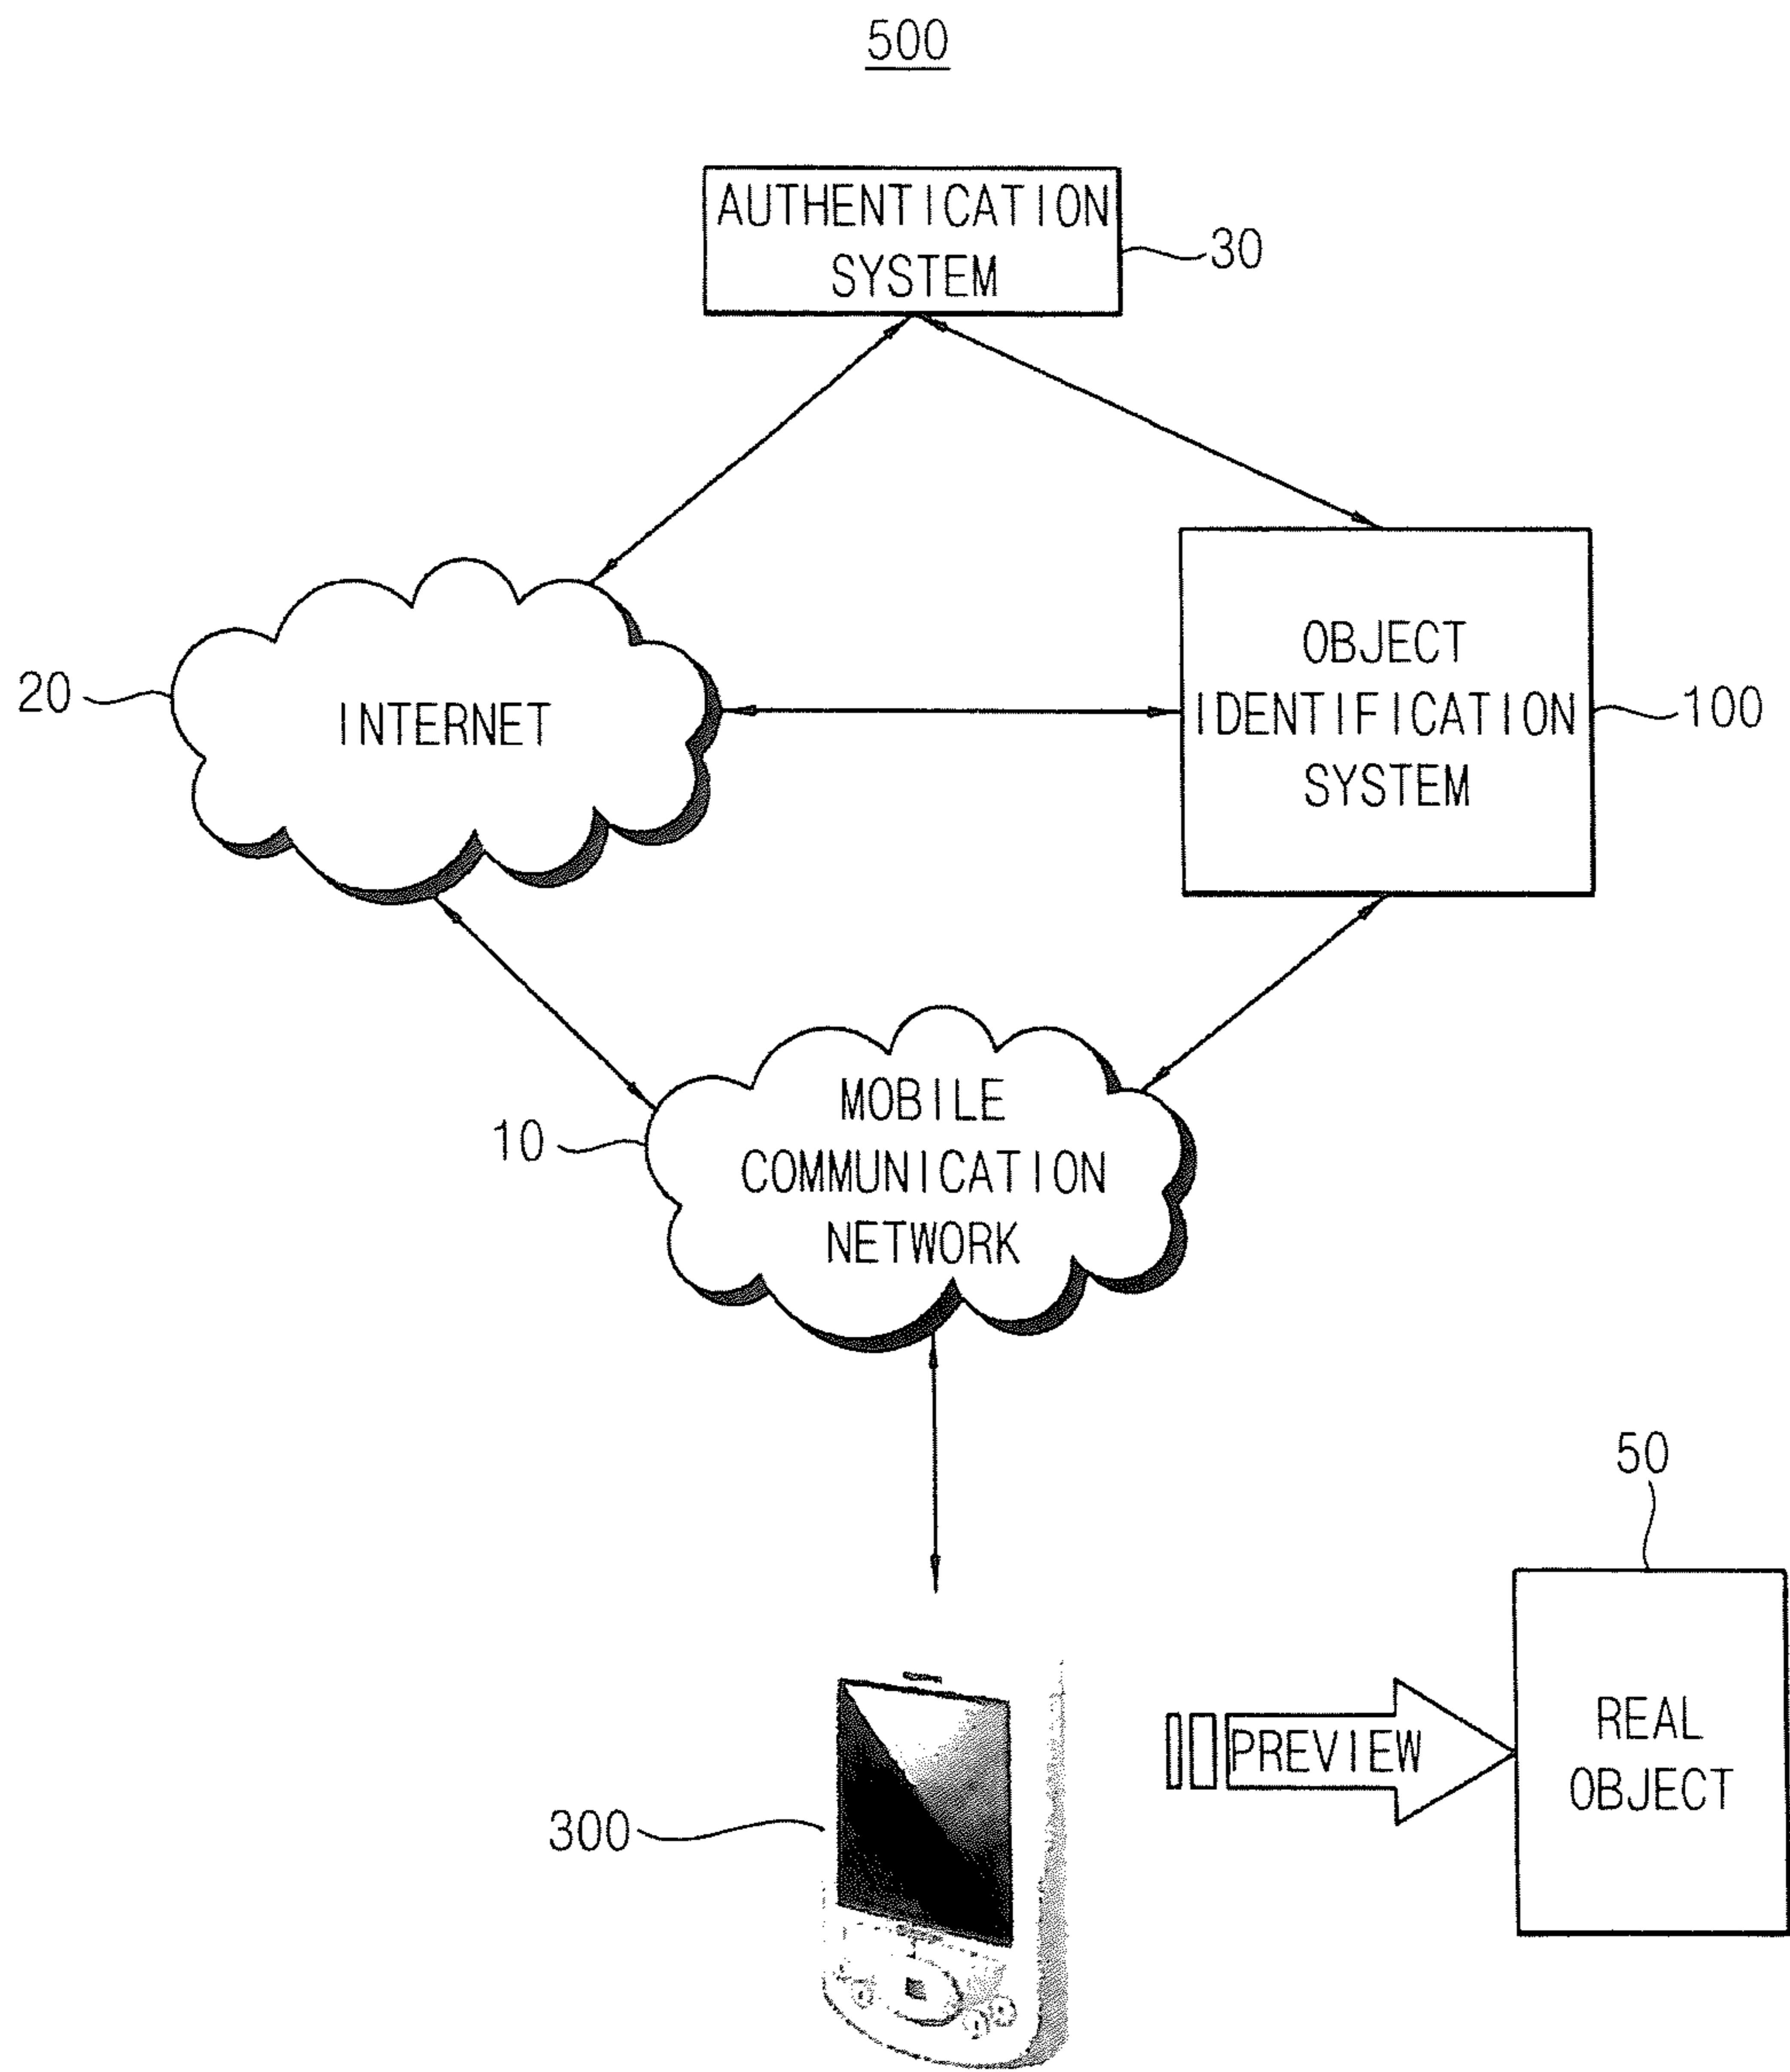 500
AUTHENTICATION
SYSTEM
30
20
INTERNET
OBJECT
IDENTIFICATION
SYSTEM
100
10
MOBILE
COMMUNICATION
NETWORK
50
300
PREVIEW
REAL
OBJECT